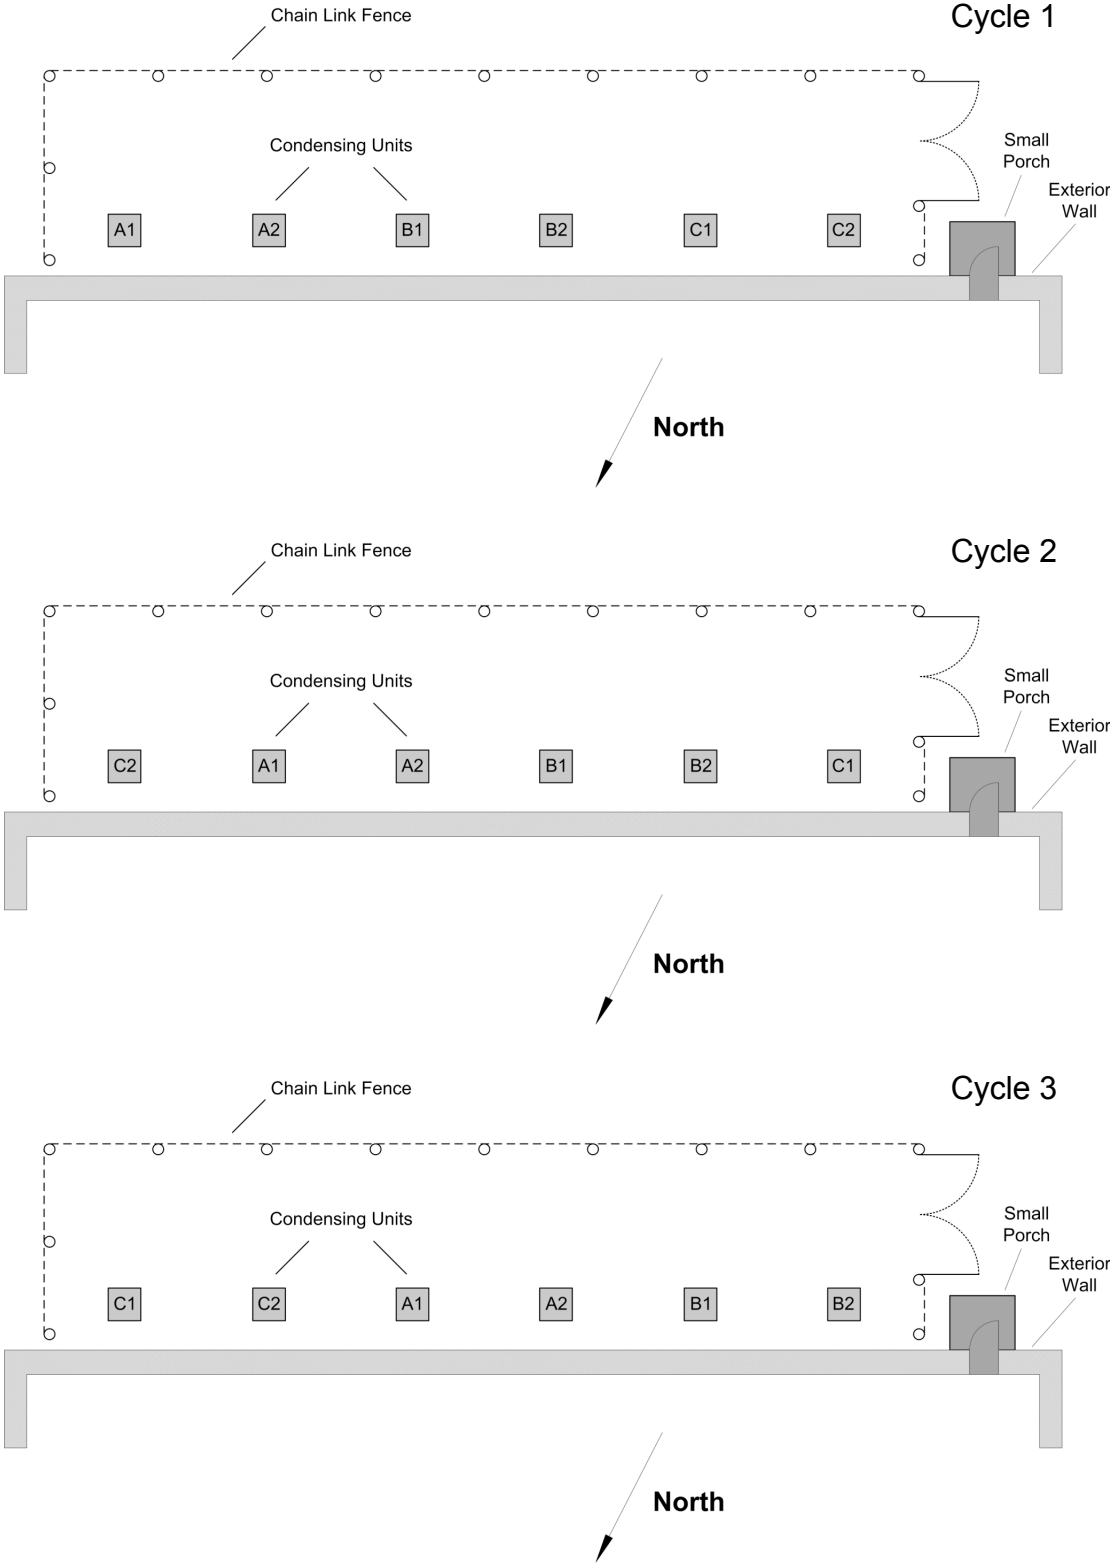 Chain Link Fence
Cycle 1
Condensing Units
Small
Porch
Exterior
Wall
A1 A2 B1 B2 C1 C2
North
Chain Link Fence
Cycle 2
Condensing Units
Small
Porch
Exterior
Wall
C2 A1 A2 B1 B2 C1
North
Chain Link Fence
Cycle 3
Condensing Units
Small
Porch
Exterior
Wall
C1 C2 A1 A2 B1 B2
North